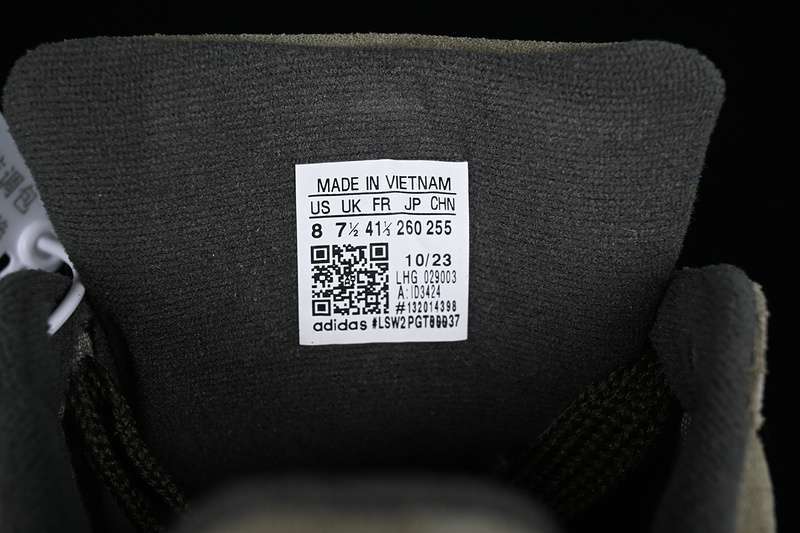 MADE IN VIETNAM
US UK FR JP CHN
8 7½ 41⅓ 260 255
10/23
LHG 029003
A: ID3424
#132014398
adidas #LSW2PGT80037